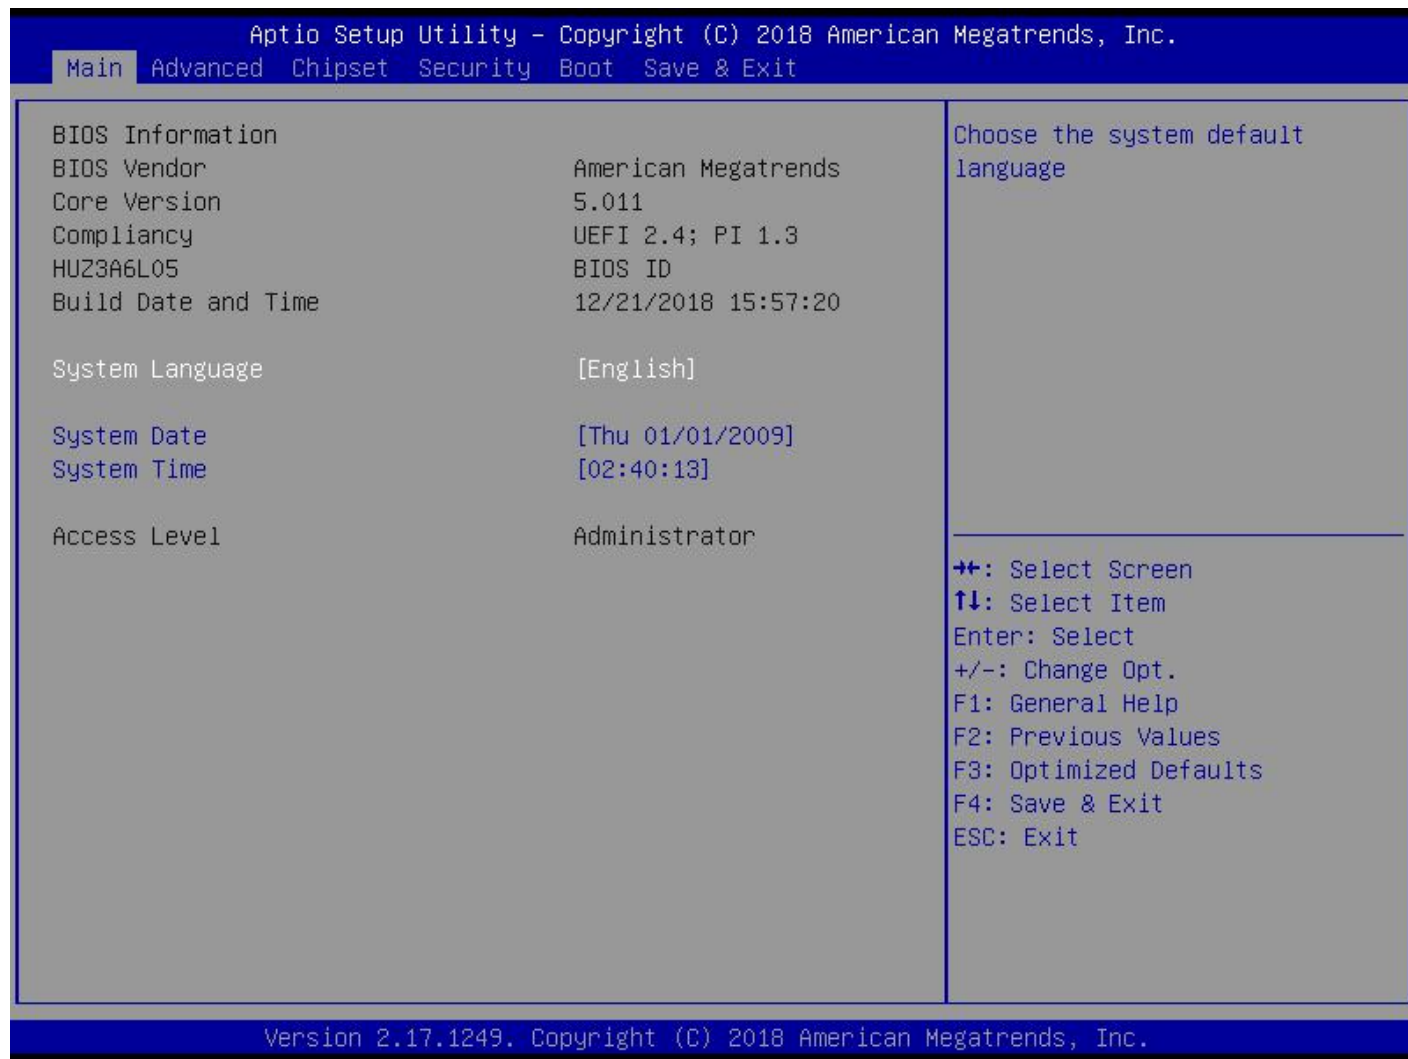 Aptio Setup Utility – Copyright (C) 2018 American Megatrends, Inc.
Main Advanced Chipset Security Boot Save & Exit
BIOS Information
BIOS Vendor American Megatrends
Core Version 5.011
Compliancy UEFI 2.4; PI 1.3
HUZ3A6L05 BIOS ID
Build Date and Time 12/21/2018 15:57:20
System Language [English]
System Date [Thu 01/01/2009]
System Time [02:40:13]
Access Level Administrator
Choose the system default
language
→←: Select Screen
↑↓: Select Item
Enter: Select
+/-: Change Opt.
F1: General Help
F2: Previous Values
F3: Optimized Defaults
F4: Save & Exit
ESC: Exit
Version 2.17.1249. Copyright (C) 2018 American Megatrends, Inc.